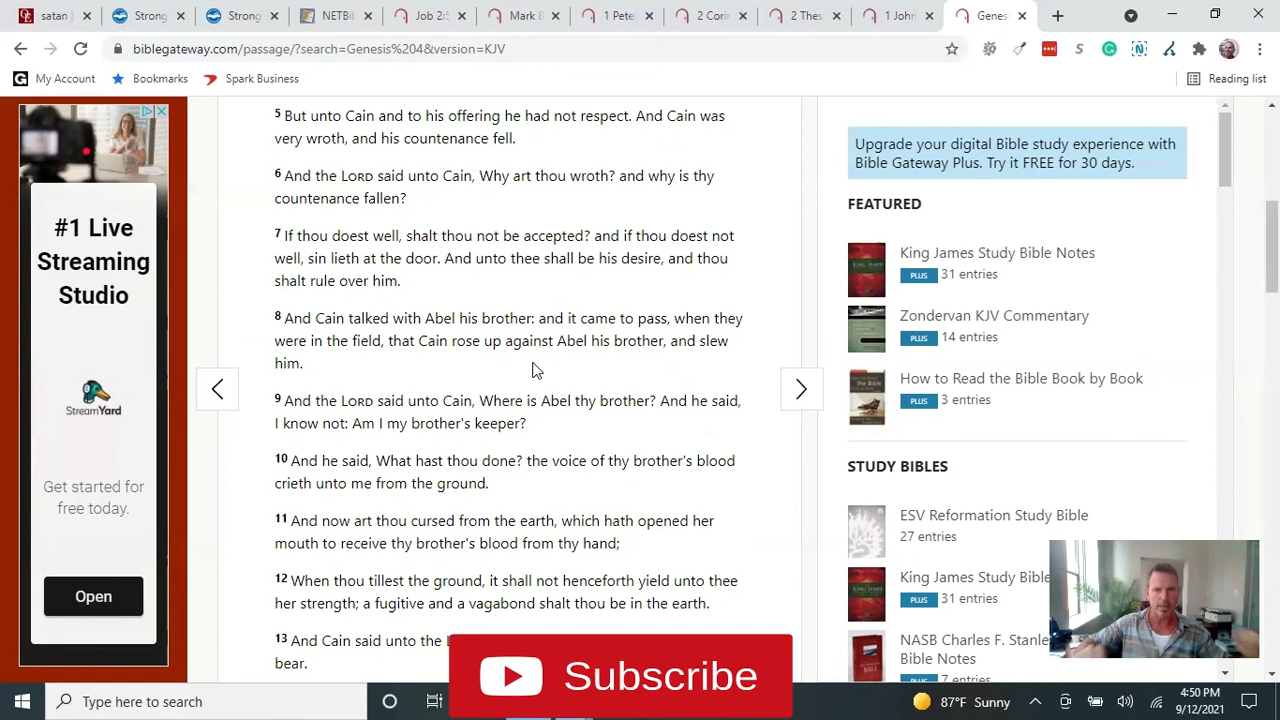 satan |
Strong
Strong
NETBi
Job 2:5
Mark 8
1 Pete
2 Corin
2 Thes
1 John
Genes
biblegateway.com/passage/?search=Genesis%204&version=KJV
My Account
Bookmarks
Spark Business
Reading list
#1 Live
Streaming
Studio
StreamYard
Get started for
free today.
Open
5 But unto Cain and to his offering he had not respect. And Cain was
very wroth, and his countenance fell.
6 And the LORD said unto Cain, Why art thou wroth? and why is thy
countenance fallen?
7 If thou doest well, shalt thou not be accepted? and if thou doest not
well, sin lieth at the door. And unto thee shall be his desire, and thou
shalt rule over him.
8 And Cain talked with Abel his brother: and it came to pass, when they
were in the field, that Cain rose up against Abel his brother, and slew
him.
9 And the LORD said unto Cain, Where is Abel thy brother? And he said,
I know not: Am I my brother's keeper?
10 And he said, What hast thou done? the voice of thy brother's blood
crieth unto me from the ground.
11 And now art thou cursed from the earth, which hath opened her
mouth to receive thy brother's blood from thy hand;
12 When thou tillest the ground, it shall not henceforth yield unto thee
her strength; a fugitive and a vagabond shalt thou be in the earth.
13 And Cain said unto the
bear.
Upgrade your digital Bible study experience with
Bible Gateway Plus. Try it FREE for 30 days.
FEATURED
King James Study Bible Notes
PLUS 31 entries
Zondervan KJV Commentary
PLUS 14 entries
How to Read the Bible Book by Book
PLUS 3 entries
STUDY BIBLES
ESV Reformation Study Bible
27 entries
King James Study Bible
PLUS 31 entries
NASB Charles F. Stanle
Bible Notes
PLUS 7 entries
Subscribe
Type here to search
87°F Sunny
4:50 PM
9/12/2021